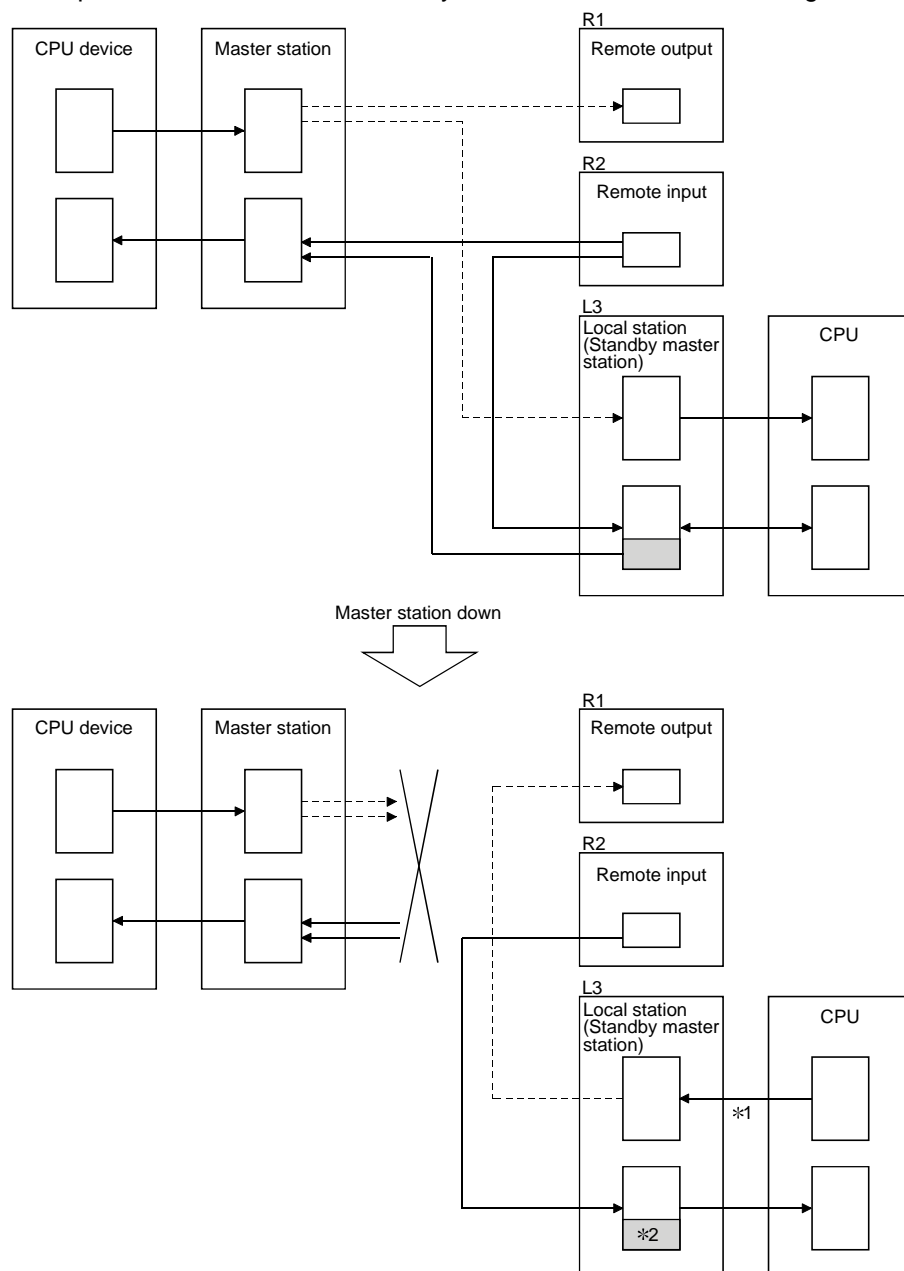 R1
CPU device
Master station
Remote output
R2
Remote input
L3
Local station
(Standby master
station)
CPU
Master station down
R1
CPU device
Master station
Remote output
R2
Remote input
L3
Local station
(Standby master
station)
CPU
*1
*2